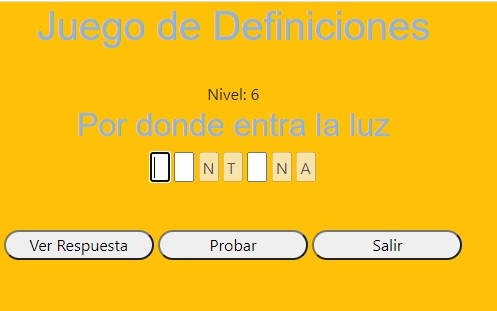 Juego de Definiciones
Nivel: 6
Por donde entra la luz
N T N A
Ver Respuesta Probar Salir